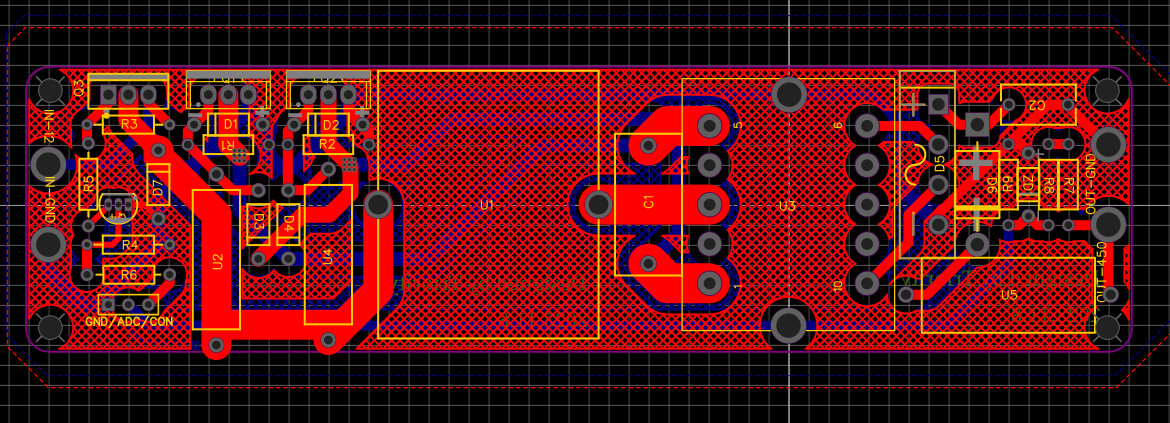 Q3
IN-12
R3
D1
R1
D2
R2
5
6
C2
R5
D7
IN-GND
D3
D4
U2
U4
U1
C1
U3
D5
D6
R9
ZD
R8
R7
OUT-GND
R4
R6
GND/ADC/CON
1
10
U5
OUT-450